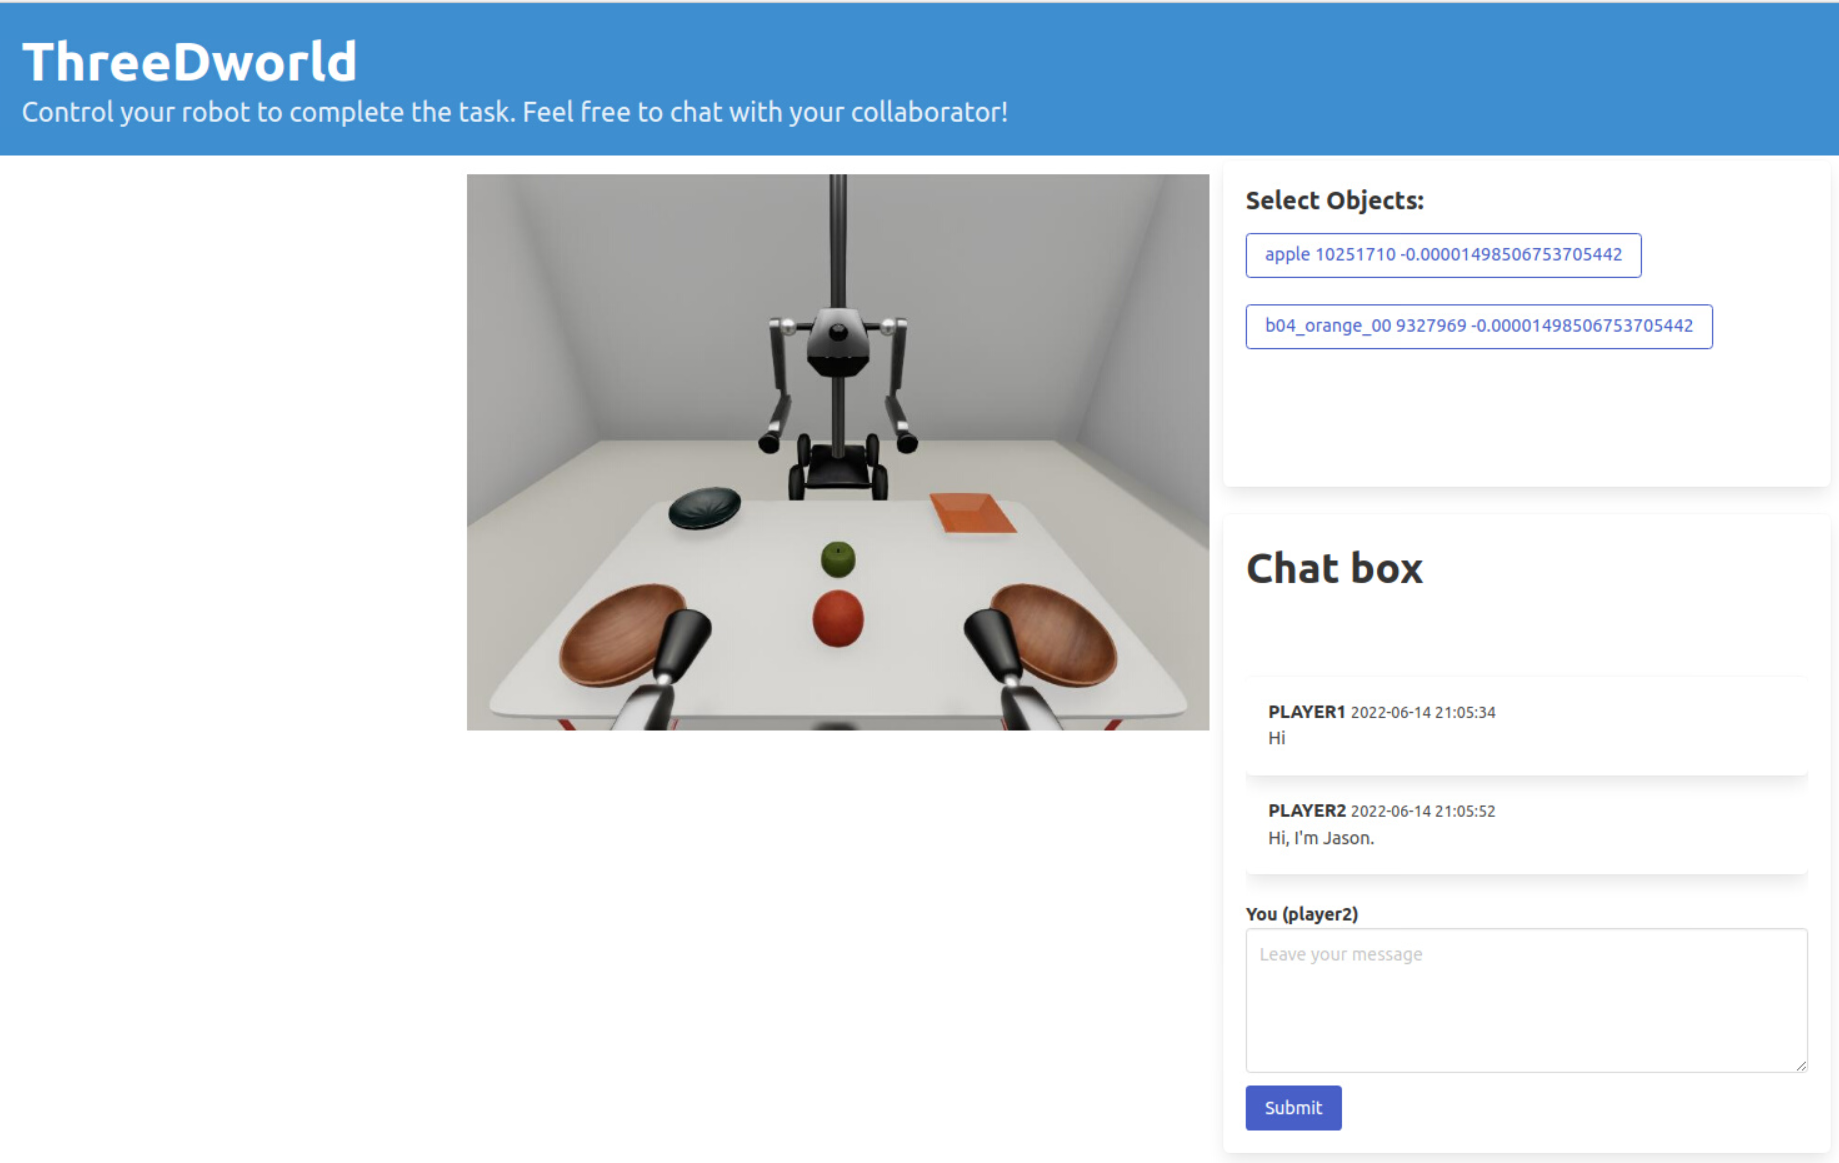 ThreeDworld
Control your robot to complete the task. Feel free to chat with your collaborator!
Select Objects:
apple 10251710 -0.00001498506753705442
b04_orange_00 9327969 -0.00001498506753705442
Chat box
PLAYER1 2022-06-14 21:05:34
Hi
PLAYER2 2022-06-14 21:05:52
Hi, I'm Jason.
You (player2)
Leave your message
Submit